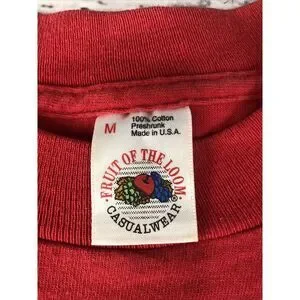 M
100% Cotton
Preshrunk
Made in U.S.A.
FRUIT OF THE LOOM.
CASUALWEAR®